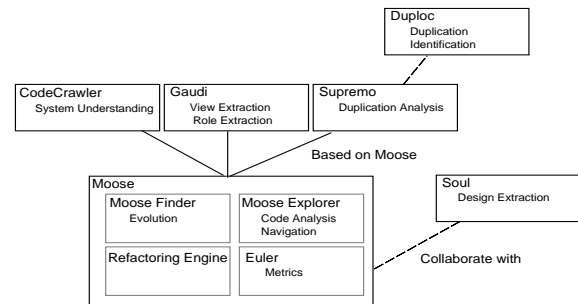 Duploc
Duplication
Identification
CodeCrawler
System Understanding
Gaudi
View Extraction
Role Extraction
Supremo
Duplication Analysis
Based on Moose
Moose
Moose Finder
Evolution
Moose Explorer
Code Analysis
Navigation
Refactoring Engine
Euler
Metrics
Soul
Design Extraction
Collaborate with